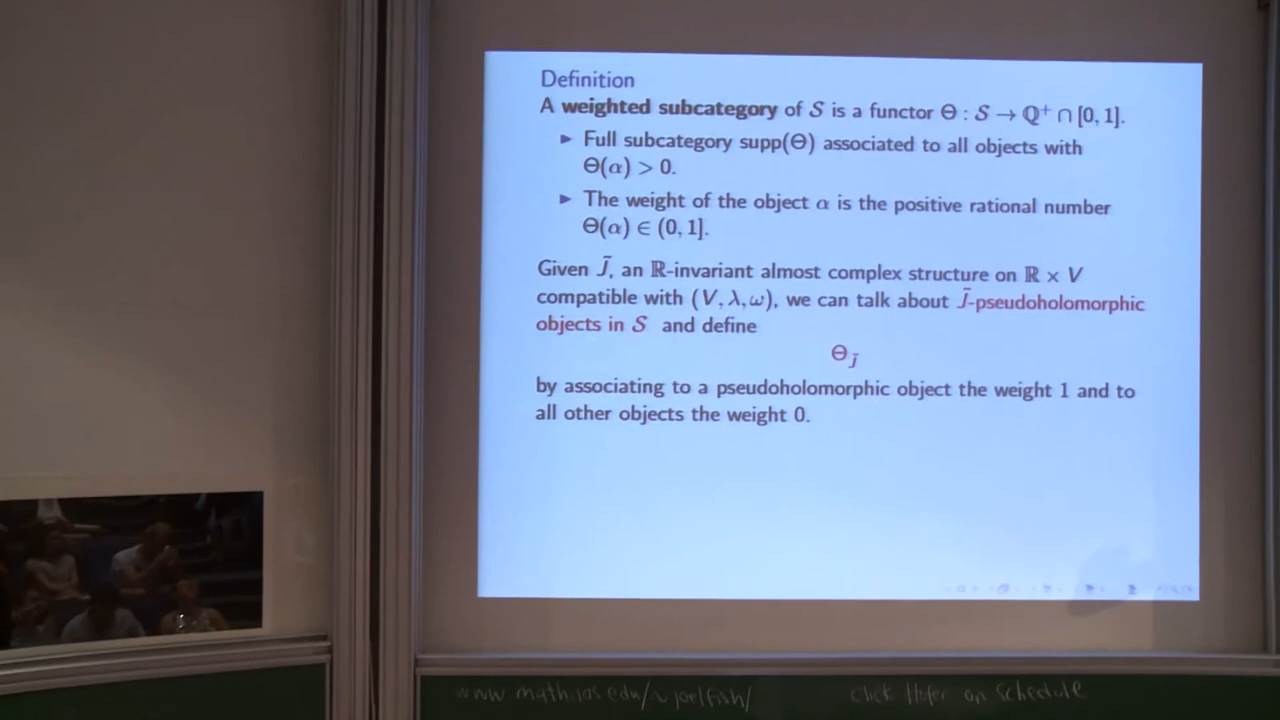 Definition
A weighted subcategory of 𝒮 is a functor Θ : 𝒮 → ℚ⁺ ∩ [0, 1].
► Full subcategory supp(Θ) associated to all objects with
Θ(α) > 0.
► The weight of the object α is the positive rational number
Θ(α) ∈ (0, 1].
Given J̃, an ℝ-invariant almost complex structure on ℝ × V
compatible with (V, λ, ω), we can talk about J̃-pseudoholomorphic
objects in 𝒮 and define
Θ_J̃
by associating to a pseudoholomorphic object the weight 1 and to
all other objects the weight 0.
www.math.ias.edu/~joelfish/ Click Hofer on Schedule